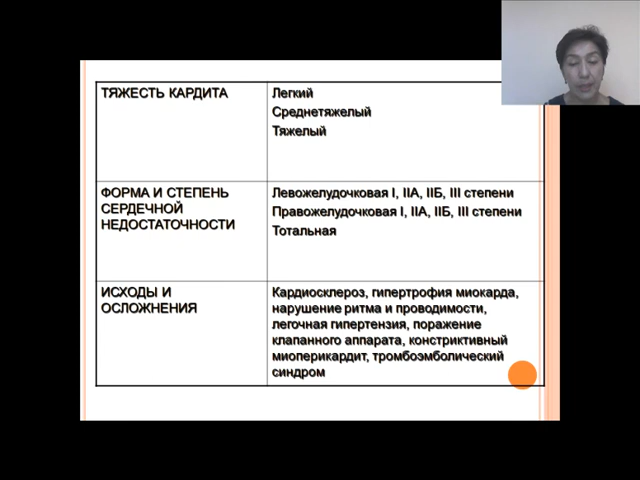 ТЯЖЕСТЬ КАРДИТА
Легкий
Среднетяжелый
Тяжелый
ФОРМА И СТЕПЕНЬ
СЕРДЕЧНОЙ
НЕДОСТАТОЧНОСТИ
Левожелудочковая I, IIА, IIБ, III степени
Правожелудочковая I, IIА, IIБ, III степени
Тотальная
ИСХОДЫ И
ОСЛОЖНЕНИЯ
Кардиосклероз, гипертрофия миокарда,
нарушение ритма и проводимости,
легочная гипертензия, поражение
клапанного аппарата, констриктивный
миоперикардит, тромбоэмболический
синдром